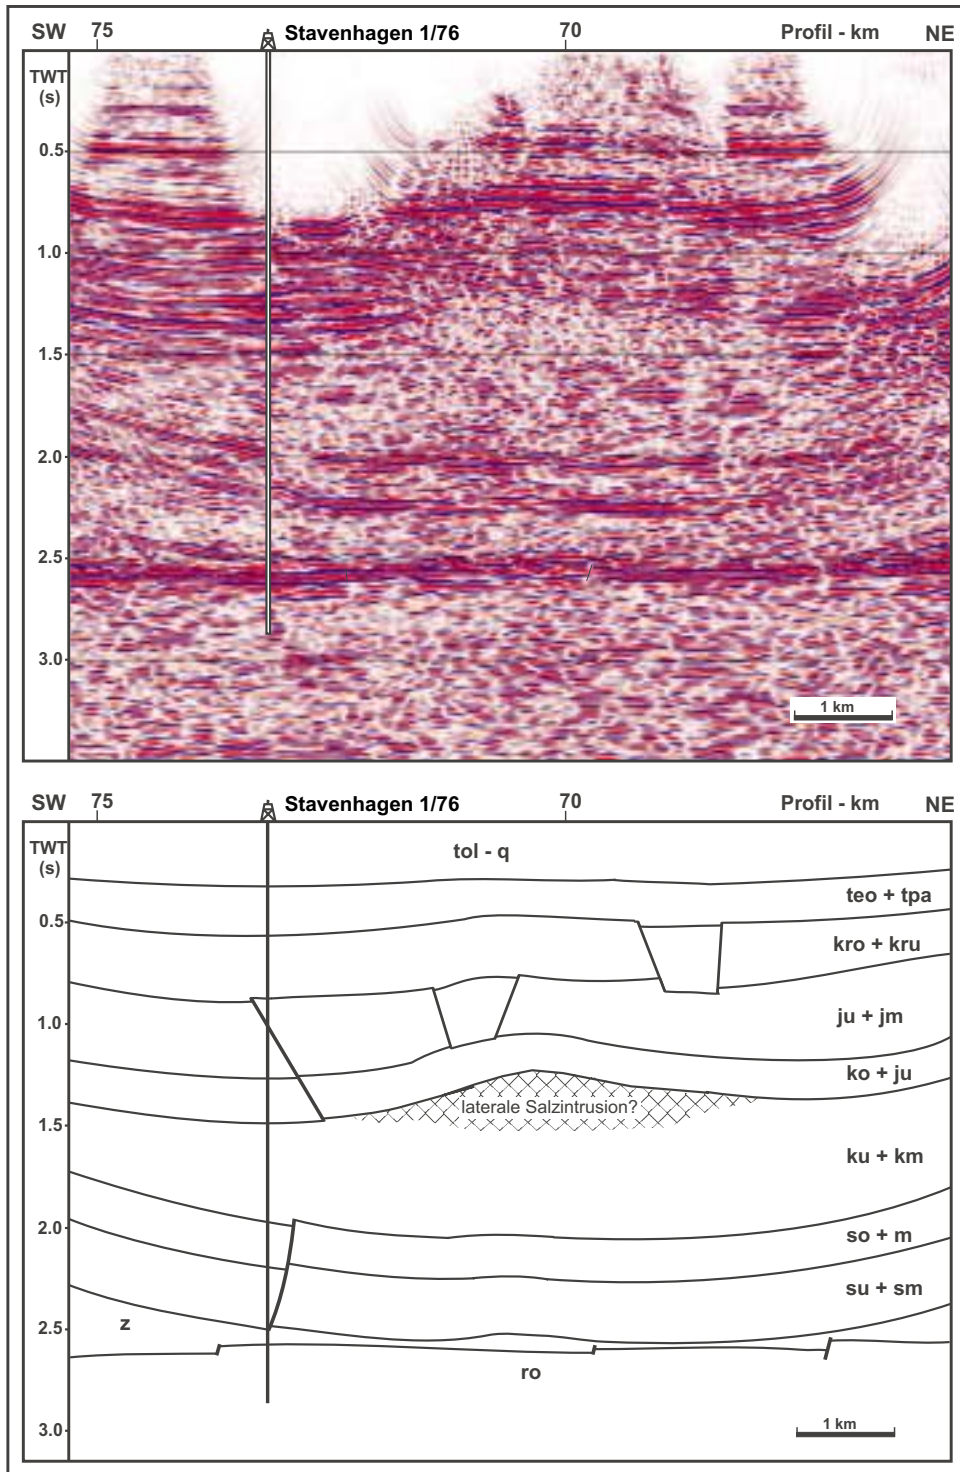 SW 75 Stavenhagen 1/76 70 Profil - km NE
TWT
(s)
0.5
1.0
1.5
2.0
2.5
3.0
1 km
SW 75 Stavenhagen 1/76 70 Profil - km NE
TWT
(s)
tol - q
teo + tpa
0.5
kro + kru
ju + jm
1.0
ko + ju
laterale Salzintrusion?
1.5
ku + km
2.0
so + m
su + sm
z
2.5
ro
1 km
3.0